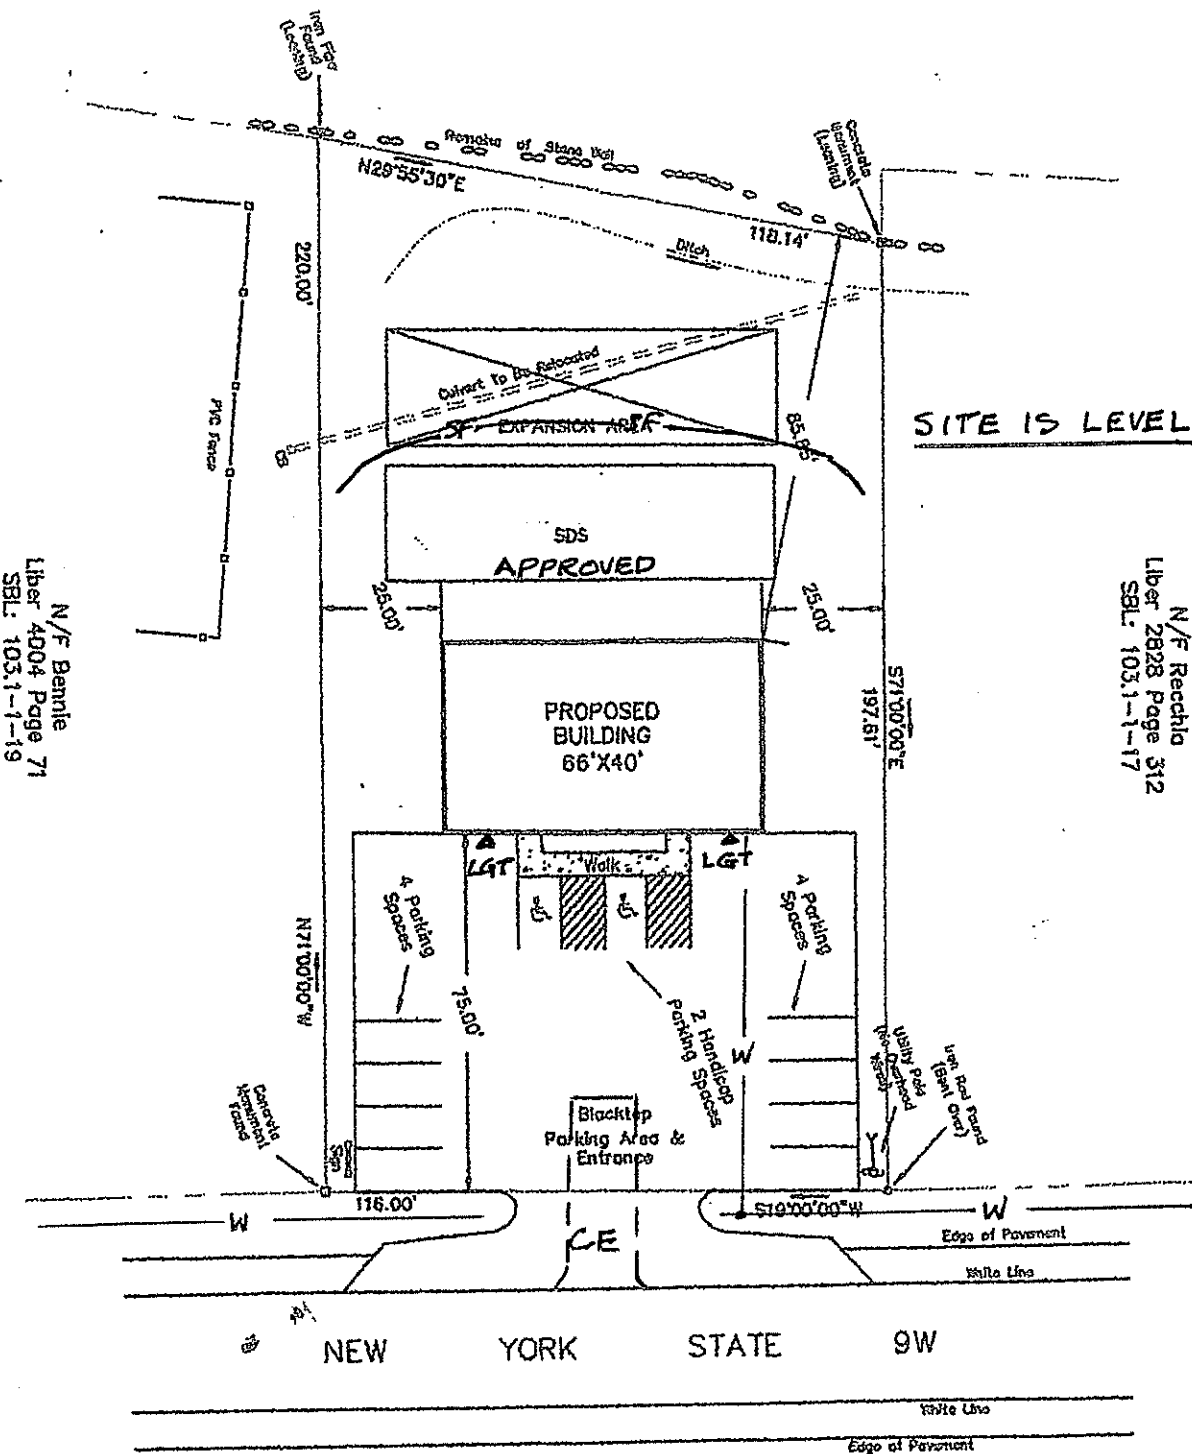 Iron Pipe
Found
(Leaning)
Concrete
Monument
(Leaning)
Remains of Stone Wall
N29°55'30"E
118.14'
Ditch
220.00'
Culvert to Be Relocated
SF EXPANSION AREA SF
85.85'
SITE IS LEVEL
PVC Fence
SDS
APPROVED
25.00'
25.00'
N/F Bennie
Liber 4004 Page 71
SBL: 103.1-1-19
N/F Recchia
Liber 2828 Page 312
SBL: 103.1-1-17
S71°00'00"E
197.61'
PROPOSED
BUILDING
66'X40'
LGT
Walk
LGT
4 Parking
Spaces
4 Parking
Spaces
N71°00'00"W
75.00'
2 Handicap
Parking Spaces
W
Utility Pole
(No Overhead
Iron Rod Found
(Bent Over)
Concrete
Monument
Found
Sign
Blacktop
Parking Area &
Entrance
116.00'
S19°00'00"W
W
W
CE
Edge of Pavement
White Line
NEW YORK STATE 9W
White Line
Edge of Pavement